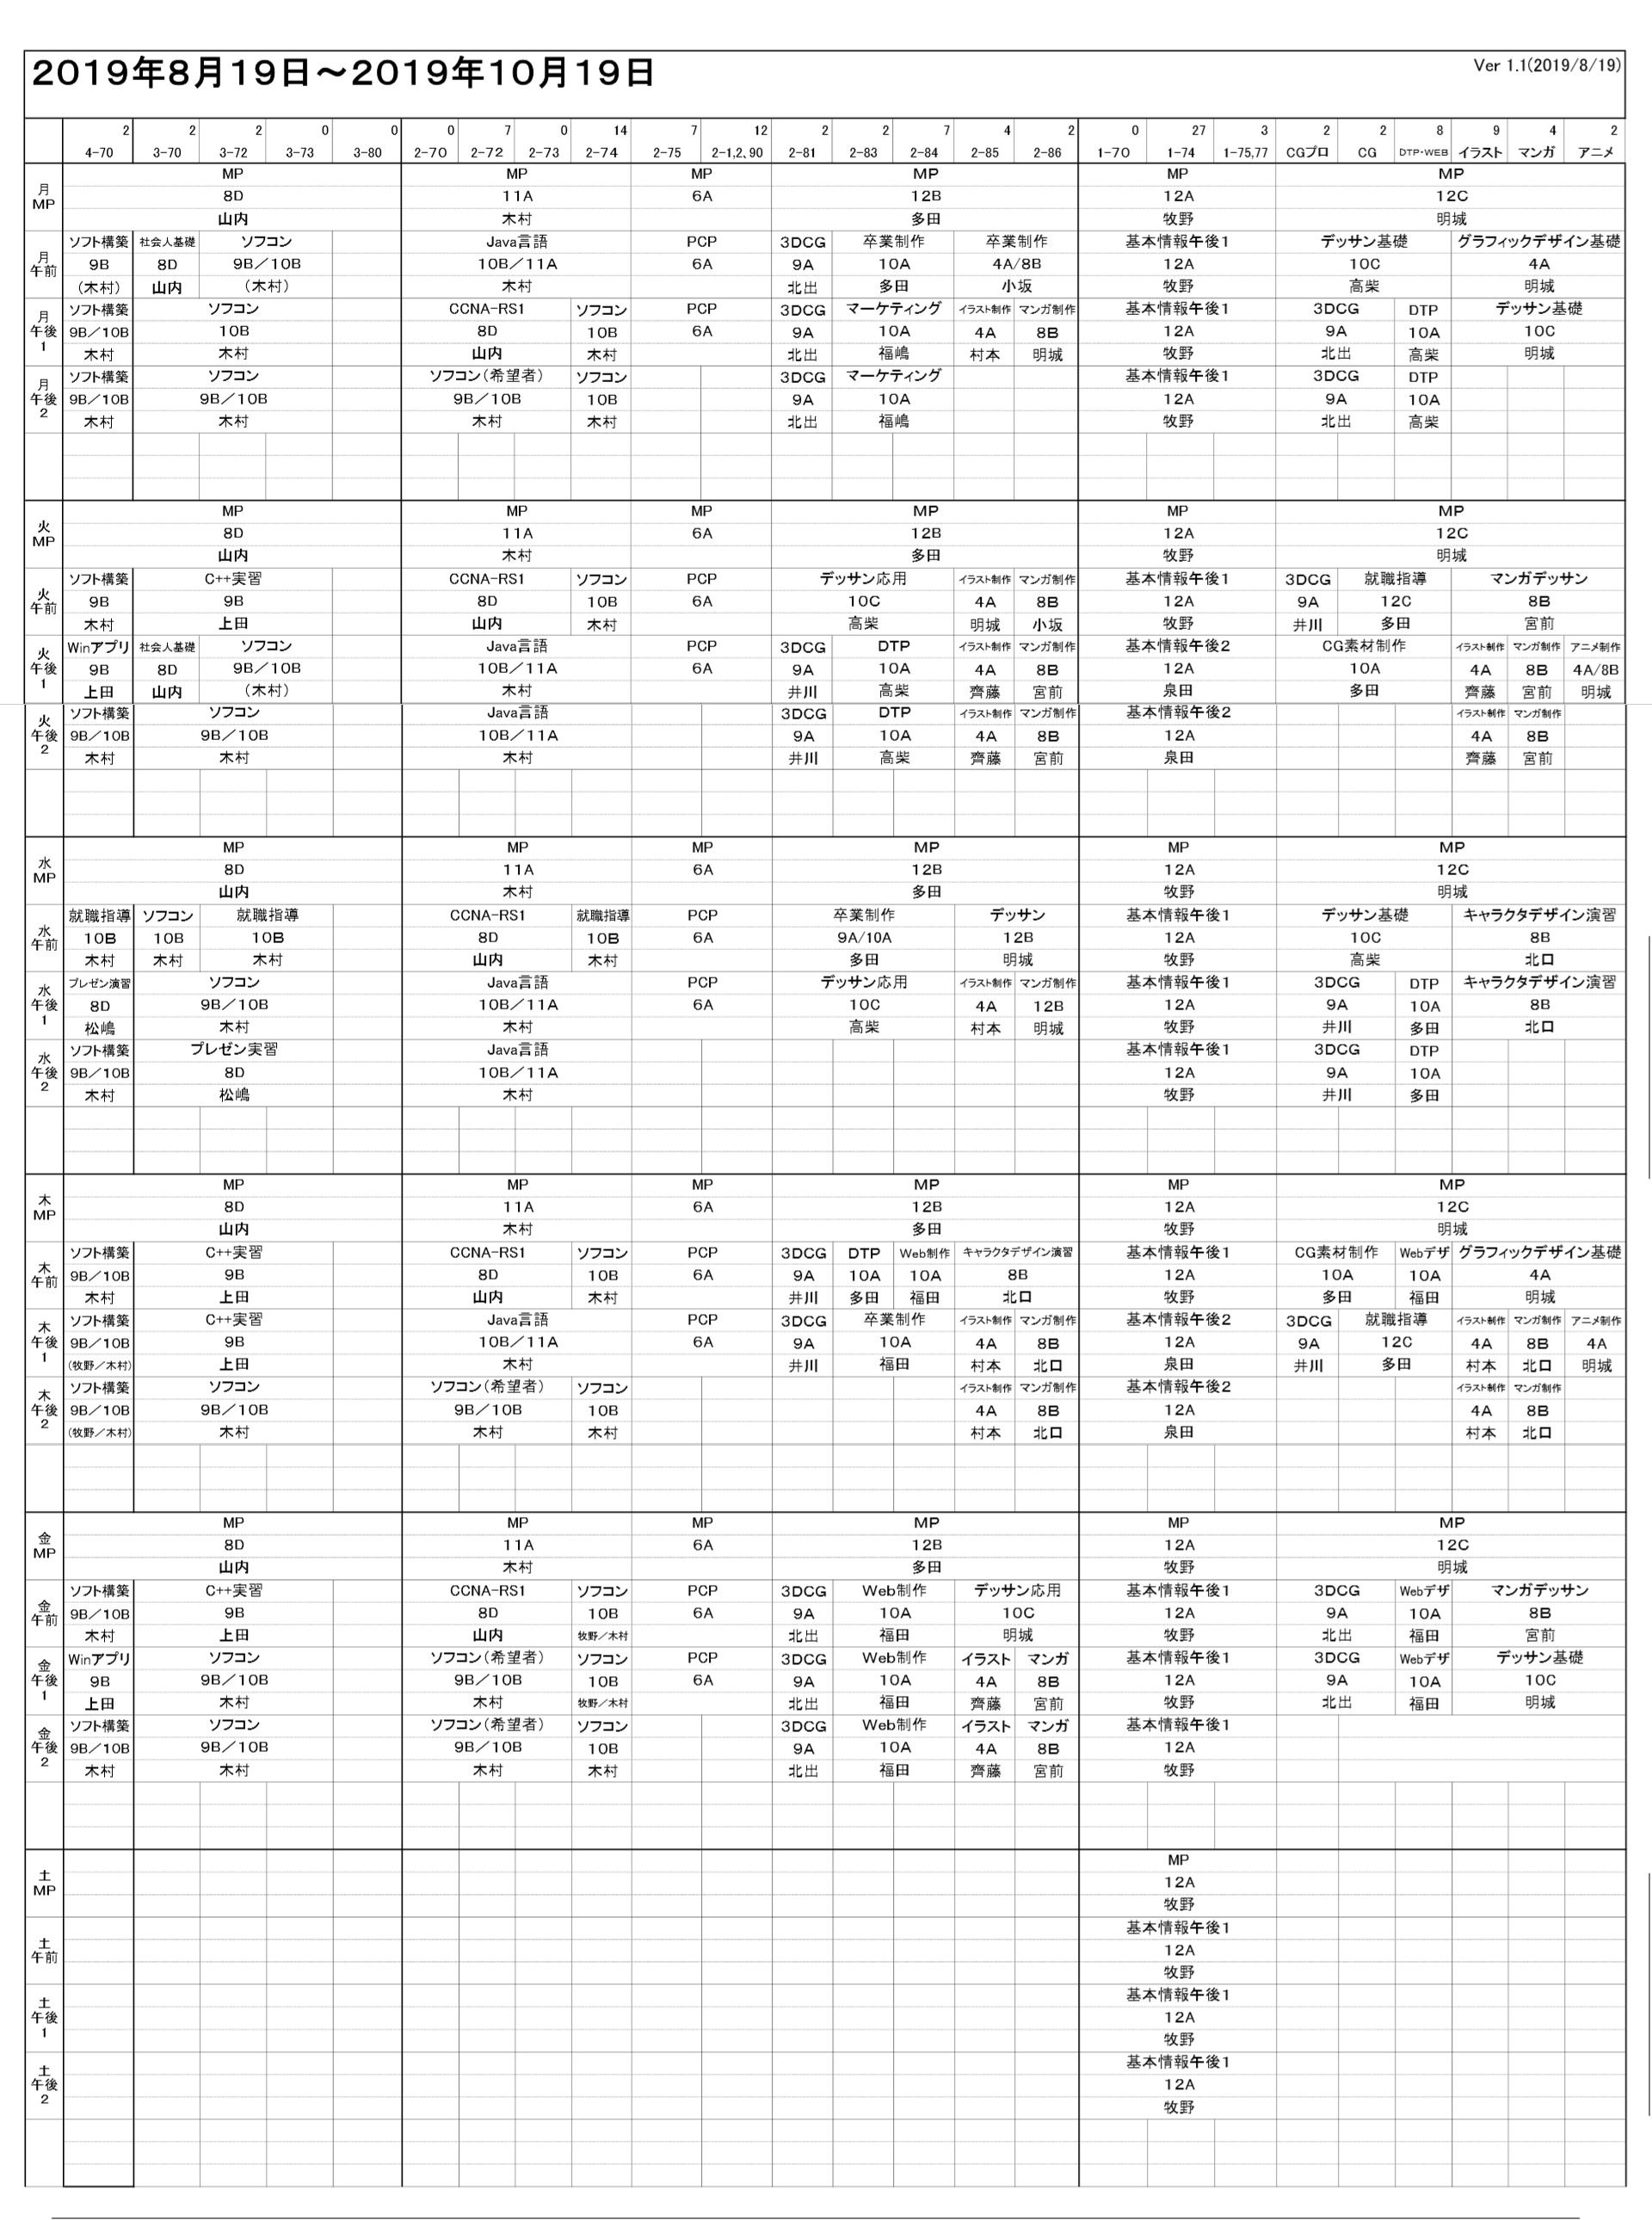 2019年8月19日～2019年10月19日 Ver 1.1(2019/8/19)
2 2 2 0 0 0 7 0 14 7 12 2 2 7 4 2 0 27 3 2 2 8 9 4 2
4-70 3-70 3-72 3-73 3-80 2-70 2-72 2-73 2-74 2-75 2-1,2,90 2-81 2-83 2-84 2-85 2-86 1-70 1-74 1-75,77 CGプロ CG DTP・WEB イラスト マンガ アニメ
月 MP MP MP MP MP MP
MP 8D 11A 6A 12B 12A 12C
山内 木村 多田 牧野 明城
月 ソフト構築 社会人基礎 ソフコン Java言語 PCP 3DCG 卒業制作 卒業制作 基本情報午後1 デッサン基礎 グラフィックデザイン基礎
午前 9B 8D 9B／10B 10B／11A 6A 9A 10A 4A/8B 12A 10C 4A
（木村） 山内 （木村） 木村 北出 多田 小坂 牧野 高柴 明城
月 ソフト構築 ソフコン CCNA-RS1 ソフコン PCP 3DCG マーケティング イラスト制作 マンガ制作 基本情報午後1 3DCG DTP デッサン基礎
午後 9B／10B 10B 8D 10B 6A 9A 10A 4A 8B 12A 9A 10A 10C
1 木村 木村 山内 木村 北出 福嶋 村本 明城 牧野 北出 高柴 明城
月 ソフト構築 ソフコン ソフコン（希望者） ソフコン 3DCG マーケティング 基本情報午後1 3DCG DTP
午後 9B／10B 9B／10B 9B／10B 10B 9A 10A 12A 9A 10A
2 木村 木村 木村 木村 北出 福嶋 牧野 北出 高柴
火 MP MP MP MP MP MP
MP 8D 11A 6A 12B 12A 12C
山内 木村 多田 牧野 明城
火 ソフト構築 C++実習 CCNA-RS1 ソフコン PCP デッサン応用 イラスト制作 マンガ制作 基本情報午後1 3DCG 就職指導 マンガデッサン
午前 9B 9B 8D 10B 6A 10C 4A 8B 12A 9A 12C 8B
木村 上田 山内 木村 高柴 明城 小坂 牧野 井川 多田 宮前
火 Winアプリ 社会人基礎 ソフコン Java言語 PCP 3DCG DTP イラスト制作 マンガ制作 基本情報午後2 CG素材制作 イラスト制作 マンガ制作 アニメ制作
午後 9B 8D 9B／10B 10B／11A 6A 9A 10A 4A 8B 12A 10A 4A 8B 4A/8B
1 上田 山内 （木村） 木村 井川 高柴 齊藤 宮前 泉田 多田 齊藤 宮前 明城
火 ソフト構築 ソフコン Java言語 3DCG DTP イラスト制作 マンガ制作 基本情報午後2 イラスト制作 マンガ制作
午後 9B／10B 9B／10B 10B／11A 9A 10A 4A 8B 12A 4A 8B
2 木村 木村 木村 井川 高柴 齊藤 宮前 泉田 齊藤 宮前
水 MP MP MP MP MP MP
MP 8D 11A 6A 12B 12A 12C
山内 木村 多田 牧野 明城
水 就職指導 ソフコン 就職指導 CCNA-RS1 就職指導 PCP 卒業制作 デッサン 基本情報午後1 デッサン基礎 キャラクタデザイン演習
午前 10B 10B 10B 8D 10B 6A 9A/10A 12B 12A 10C 8B
木村 木村 木村 山内 木村 多田 明城 牧野 高柴 北口
水 プレゼン演習 ソフコン Java言語 PCP デッサン応用 イラスト制作 マンガ制作 基本情報午後1 3DCG DTP キャラクタデザイン演習
午後 8D 9B／10B 10B／11A 6A 10C 4A 12B 12A 9A 10A 8B
1 松嶋 木村 木村 高柴 村本 明城 牧野 井川 多田 北口
水 ソフト構築 プレゼン実習 Java言語 基本情報午後1 3DCG DTP
午後 9B／10B 8D 10B／11A 12A 9A 10A
2 木村 松嶋 木村 牧野 井川 多田
木 MP MP MP MP MP MP
MP 8D 11A 6A 12B 12A 12C
山内 木村 多田 牧野 明城
木 ソフト構築 C++実習 CCNA-RS1 ソフコン PCP 3DCG DTP Web制作 キャラクタデザイン演習 基本情報午後1 CG素材制作 Webデザ グラフィックデザイン基礎
午前 9B／10B 9B 8D 10B 6A 9A 10A 10A 8B 12A 10A 10A 4A
木村 上田 山内 木村 井川 多田 福田 北口 牧野 多田 福田 明城
木 ソフト構築 C++実習 Java言語 PCP 3DCG 卒業制作 イラスト制作 マンガ制作 基本情報午後2 3DCG 就職指導 イラスト制作 マンガ制作 アニメ制作
午後 9B／10B 9B 10B／11A 6A 9A 10A 4A 8B 12A 9A 12C 4A 8B 4A
1 （牧野／木村） 上田 木村 井川 福田 村本 北口 泉田 井川 多田 村本 北口 明城
木 ソフト構築 ソフコン ソフコン（希望者） ソフコン イラスト制作 マンガ制作 基本情報午後2 イラスト制作 マンガ制作
午後 9B／10B 9B／10B 9B／10B 10B 4A 8B 12A 4A 8B
2 （牧野／木村） 木村 木村 木村 村本 北口 泉田 村本 北口
金 MP MP MP MP MP MP
MP 8D 11A 6A 12B 12A 12C
山内 木村 多田 牧野 明城
金 ソフト構築 C++実習 CCNA-RS1 ソフコン PCP 3DCG Web制作 デッサン応用 基本情報午後1 3DCG Webデザ マンガデッサン
午前 9B／10B 9B 8D 10B 6A 9A 10A 10C 12A 9A 10A 8B
木村 上田 山内 牧野／木村 北出 福田 明城 牧野 北出 福田 宮前
金 Winアプリ ソフコン ソフコン（希望者） ソフコン PCP 3DCG Web制作 イラスト マンガ 基本情報午後1 3DCG Webデザ デッサン基礎
午後 9B 9B／10B 9B／10B 10B 6A 9A 10A 4A 8B 12A 9A 10A 10C
1 上田 木村 木村 牧野／木村 北出 福田 齊藤 宮前 牧野 北出 福田 明城
金 ソフト構築 ソフコン ソフコン（希望者） ソフコン 3DCG Web制作 イラスト マンガ 基本情報午後1
午後 9B／10B 9B／10B 9B／10B 10B 9A 10A 4A 8B 12A
2 木村 木村 木村 木村 北出 福田 齊藤 宮前 牧野
土 MP
MP 12A
牧野
土 基本情報午後1
午前 12A
牧野
土 基本情報午後1
午後 12A
1 牧野
土 基本情報午後1
午後 12A
2 牧野